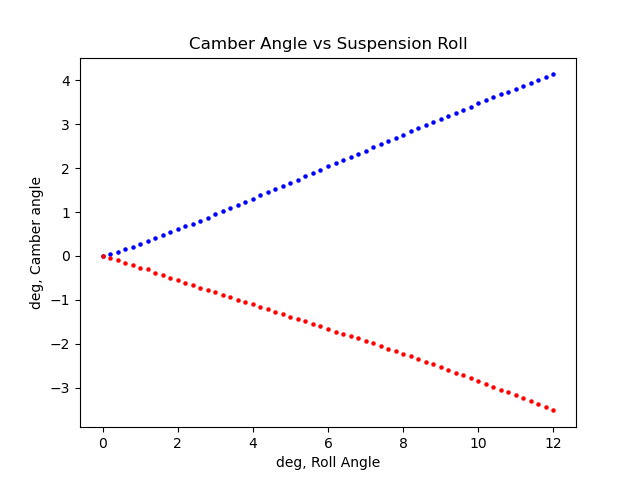 Camber Angle vs Suspension Roll
4
3
2
1
0
−1
−2
−3
deg, Camber angle
0 2 4 6 8 10 12
deg, Roll Angle